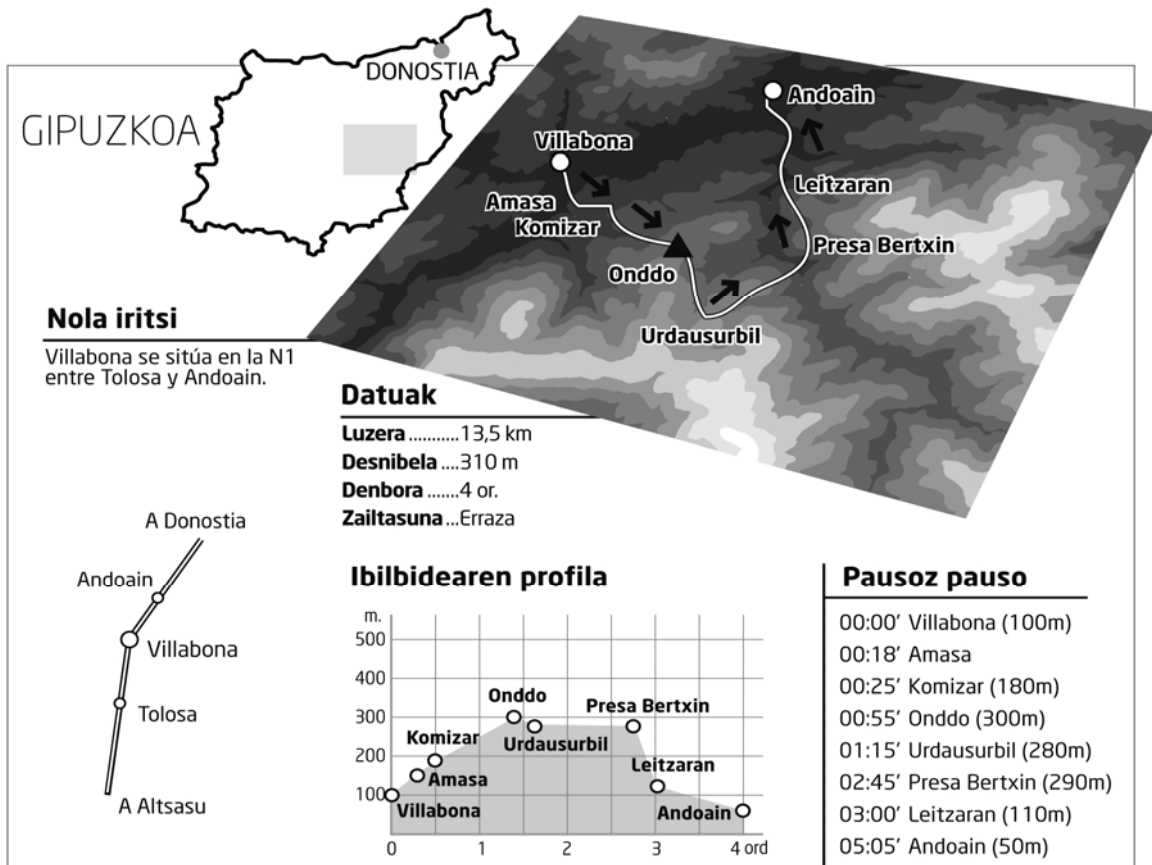 GIPUZKOA
DONOSTIA
Villabona
Amasa
Komizar
Onddo
Urdausurbil
Presa Bertxin
Leitzaran
Andoain
Nola iritsi
Villabona se sitúa en la N1
entre Tolosa y Andoain.
A Donostia
Andoain
Villabona
Tolosa
A Altsasu
Datuak
Luzera ...........13,5 km
Desnibela ....310 m
Denbora .......4 or.
Zailtasuna ...Erraza
Ibilbidearen profila
m.
500
400
300
200
100
Villabona
Amasa
Komizar
Onddo
Urdausurbil
Presa Bertxin
Leitzaran
Andoain
0 1 2 3 4 ord
Pausoz pauso
00:00’ Villabona (100m)
00:18’ Amasa
00:25’ Komizar (180m)
00:55’ Onddo (300m)
01:15’ Urdausurbil (280m)
02:45’ Presa Bertxin (290m)
03:00’ Leitzaran (110m)
05:05’ Andoain (50m)